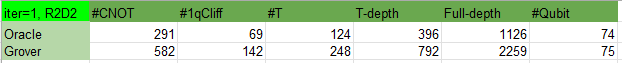 iter=1, R2D2 #CNOT #1qCliff #T T-depth Full-depth #Qubit
Oracle 291 69 124 396 1126 74
Grover 582 142 248 792 2259 75